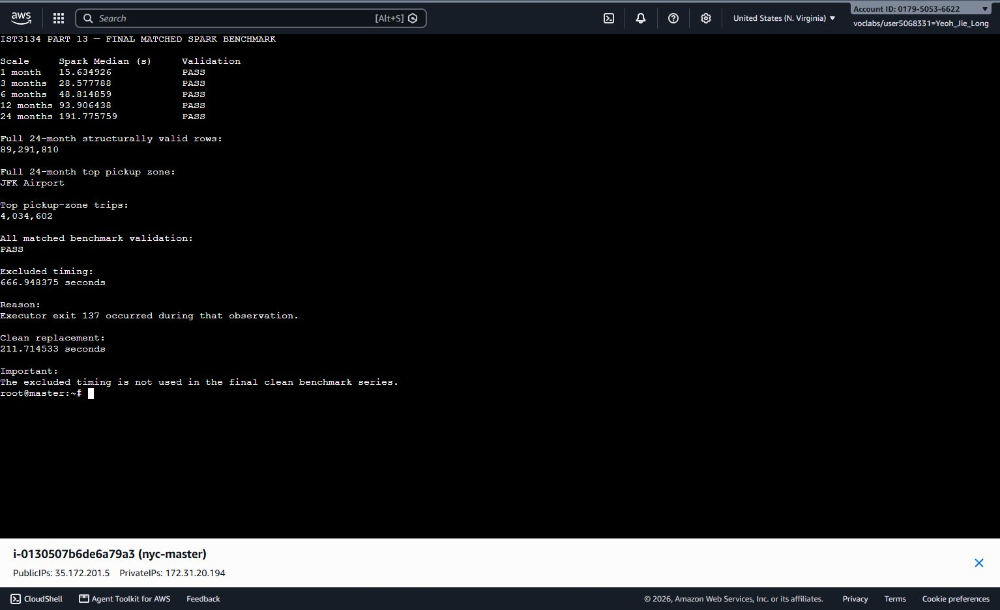 aws
Search [Alt+S]
United States (N. Virginia)
Account ID: 0179-5053-6622
voclabs/user5068331=Yeoh_Jie_Long
IST3134 PART 13 — FINAL MATCHED SPARK BENCHMARK
Scale Spark Median (s) Validation
1 month 15.634926 PASS
3 months 28.577788 PASS
6 months 48.814859 PASS
12 months 93.906438 PASS
24 months 191.775759 PASS
Full 24-month structurally valid rows:
89,291,810
Full 24-month top pickup zone:
JFK Airport
Top pickup-zone trips:
4,034,602
All matched benchmark validation:
PASS
Excluded timing:
666.948375 seconds
Reason:
Executor exit 137 occurred during that observation.
Clean replacement:
211.714533 seconds
Important:
The excluded timing is not used in the final clean benchmark series.
root@master:~#
i-0130507b6de6a79a3 (nyc-master)
PublicIPs: 35.172.201.5 PrivateIPs: 172.31.20.194
CloudShell Agent Toolkit for AWS Feedback © 2026, Amazon Web Services, Inc. or its affiliates. Privacy Terms Cookie preferences